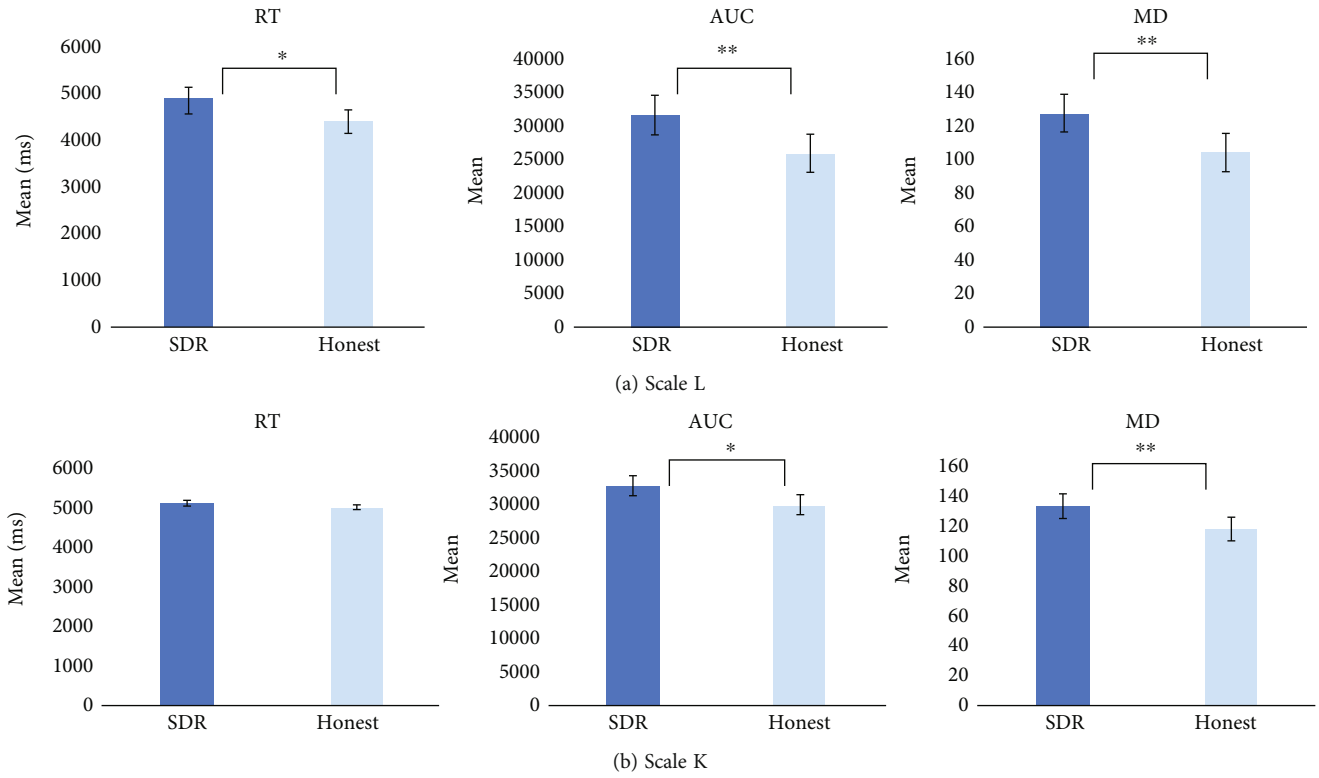 RT
*
6000
5000
4000
3000
2000
1000
0
Mean (ms)
SDR Honest
AUC
**
40000
35000
30000
25000
20000
15000
10000
5000
0
Mean
SDR Honest
MD
**
160
140
120
100
80
60
40
20
0
Mean
SDR Honest
(a) Scale L
RT
6000
5000
4000
3000
2000
1000
0
Mean (ms)
SDR Honest
AUC
*
40000
35000
30000
25000
20000
15000
10000
5000
0
Mean
SDR Honest
MD
**
160
140
120
100
80
60
40
20
0
Mean
SDR Honest
(b) Scale K